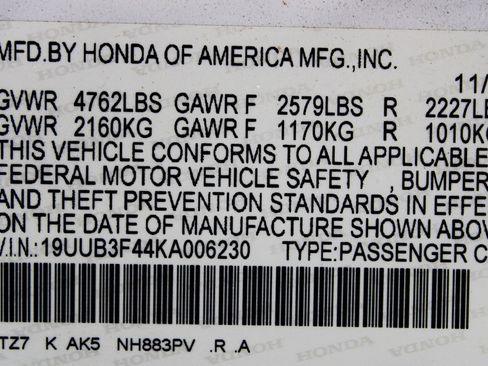 MFD.BY HONDA OF AMERICA MFG.,INC.
11/
GVWR 4762LBS GAWR F 2579LBS R 2227LB
GVWR 2160KG GAWR F 1170KG R 1010KG
THIS VEHICLE CONFORMS TO ALL APPLICABLE
FEDERAL MOTOR VEHICLE SAFETY , BUMPER
AND THEFT PREVENTION STANDARDS IN EFFE
ON THE DATE OF MANUFACTURE SHOWN ABOV
V.I.N:19UUB3F44KA006230 TYPE:PASSENGER C
TZ7 K AK5 NH883PV .R .A